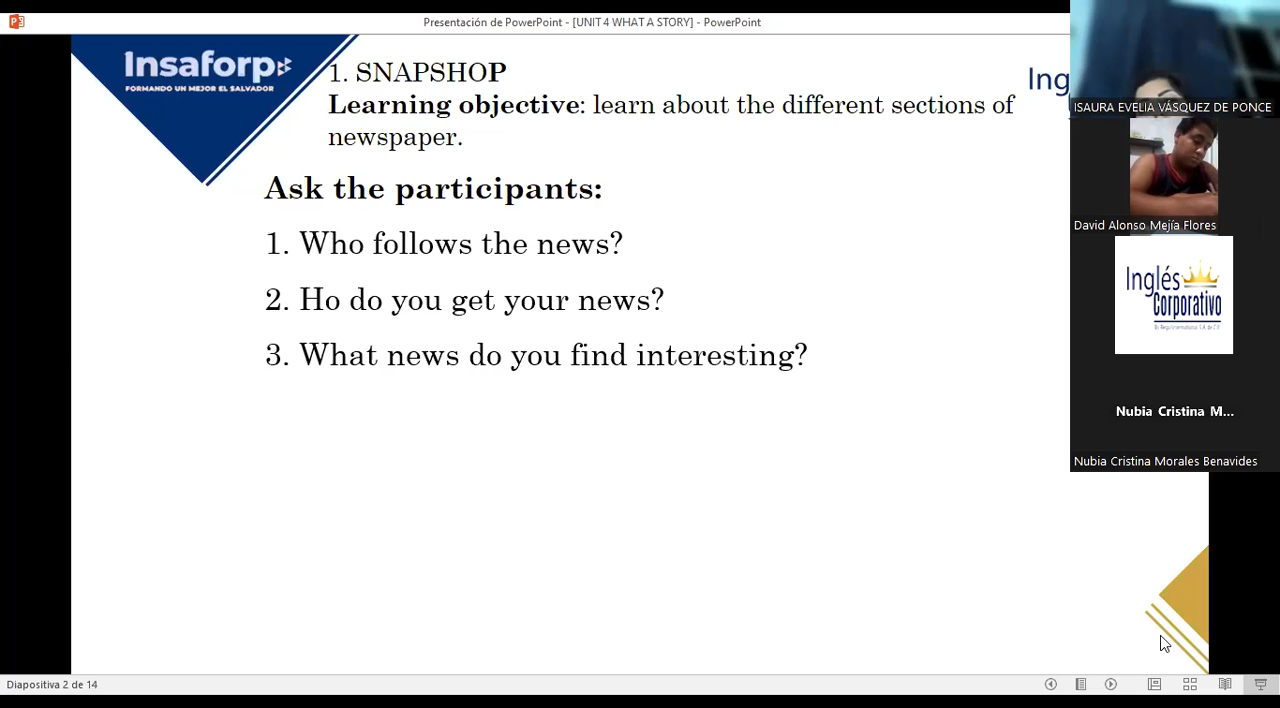 Presentación de PowerPoint - [UNIT 4 WHAT A STORY] - PowerPoint
Insaforp
FORMANDO UN MEJOR EL SALVADOR
1. SNAPSHOP
Learning objective: learn about the different sections of
newspaper.
Ing
Ask the participants:
1. Who follows the news?
2. Ho do you get your news?
3. What news do you find interesting?
ISAURA EVELIA VÁSQUEZ DE PONCE
David Alonso Mejía Flores
Inglés
Corporativo
Nubia Cristina M...
Nubia Cristina Morales Benavides
Diapositiva 2 de 14